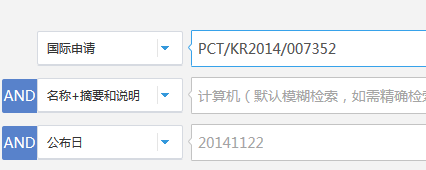 国际申请 PCT/KR2014/007352
AND 名称+摘要和说明 计算机（默认模糊检索，如需精确检索
AND 公布日 20141122